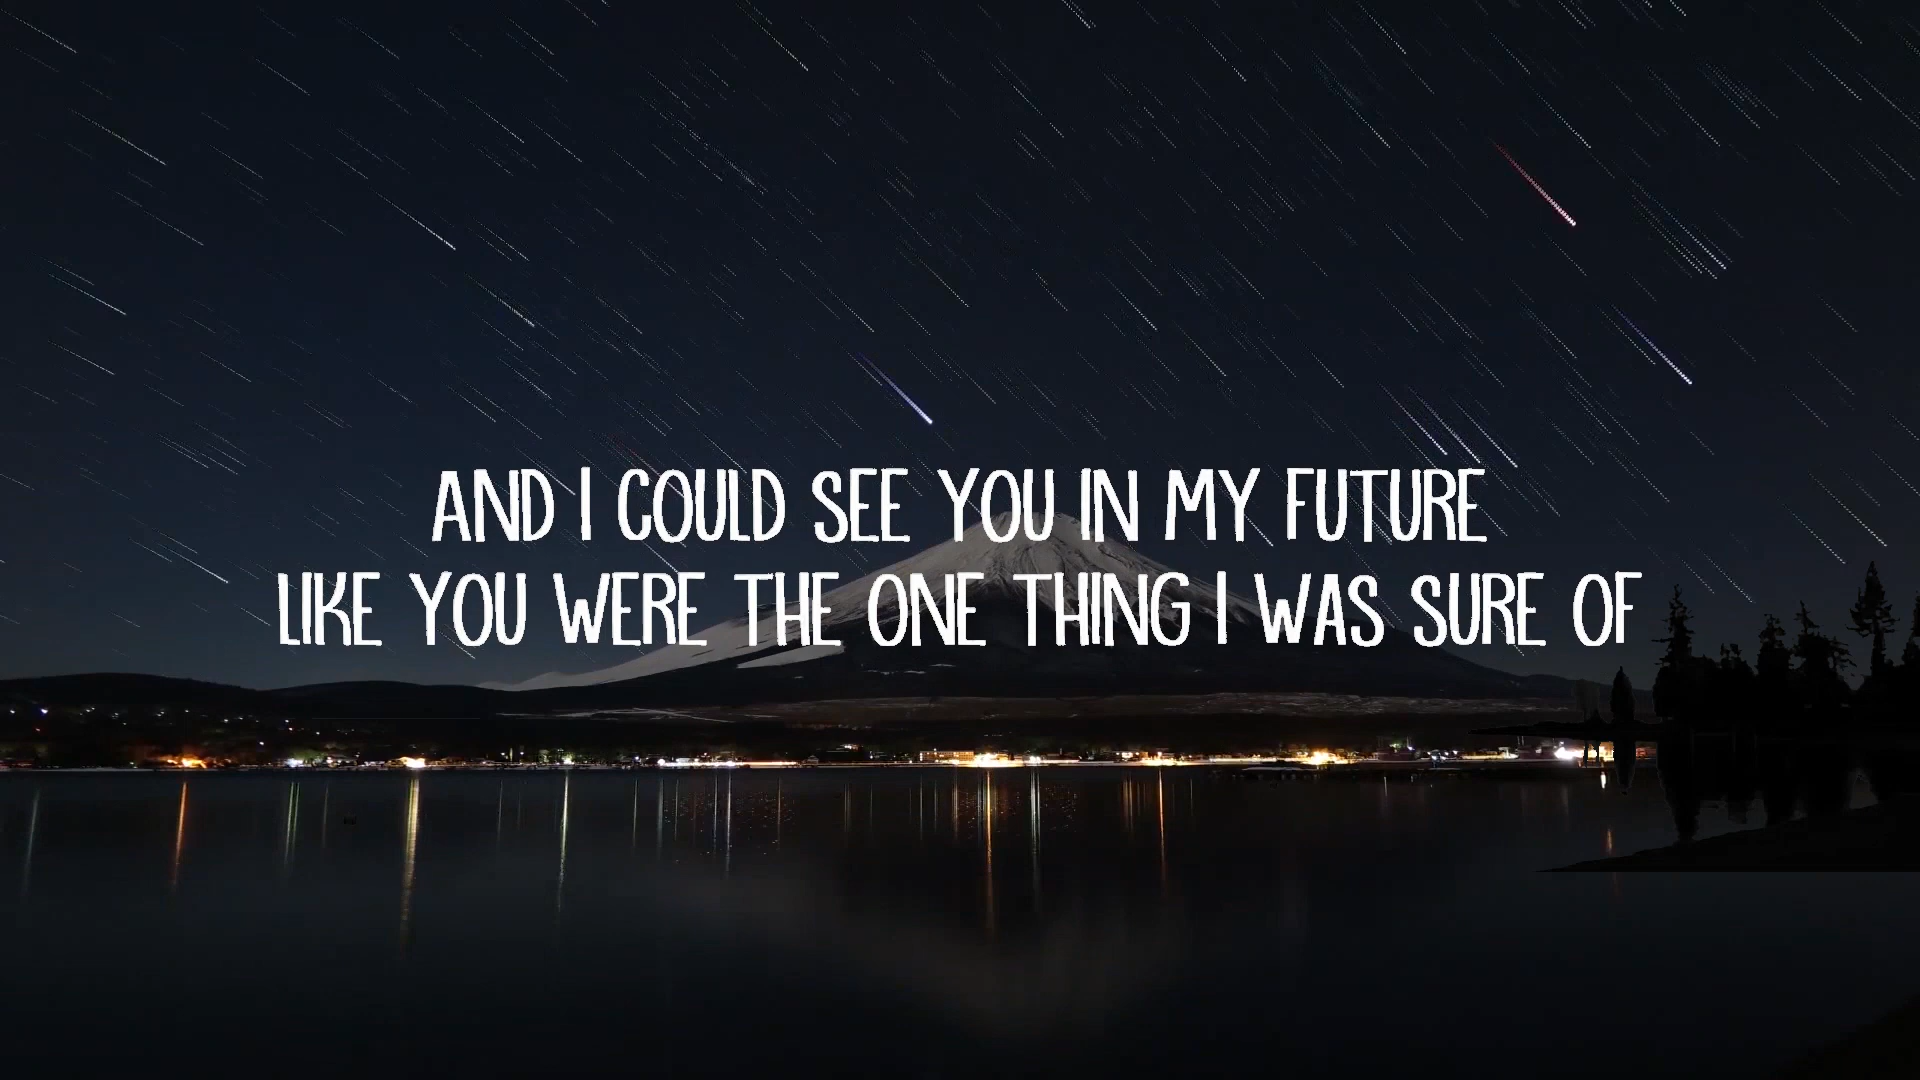 AND I COULD SEE YOU IN MY FUTURE
LIKE YOU WERE THE ONE THING I WAS SURE OF